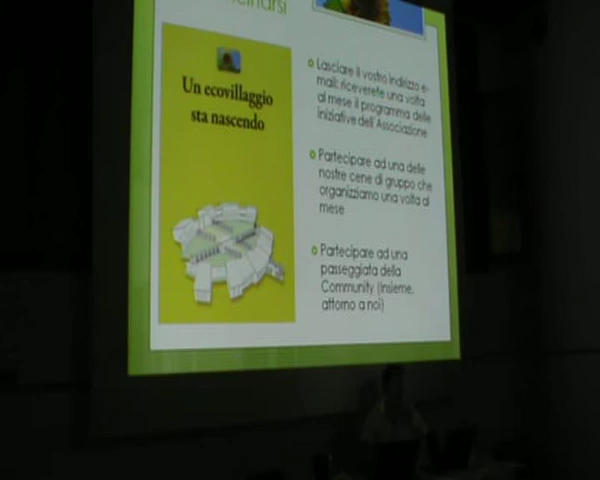 Un ecovillaggio
sta nascendo
Lasciare il vostro indirizzo e-
mail: riceverete una volta
al mese il programma delle
iniziative dell'Associazione
Partecipare ad una delle
nostre cene di gruppo che
organizziamo una volta al
mese
Partecipare ad una
passeggiata della
Community (Insieme,
attorno a noi)